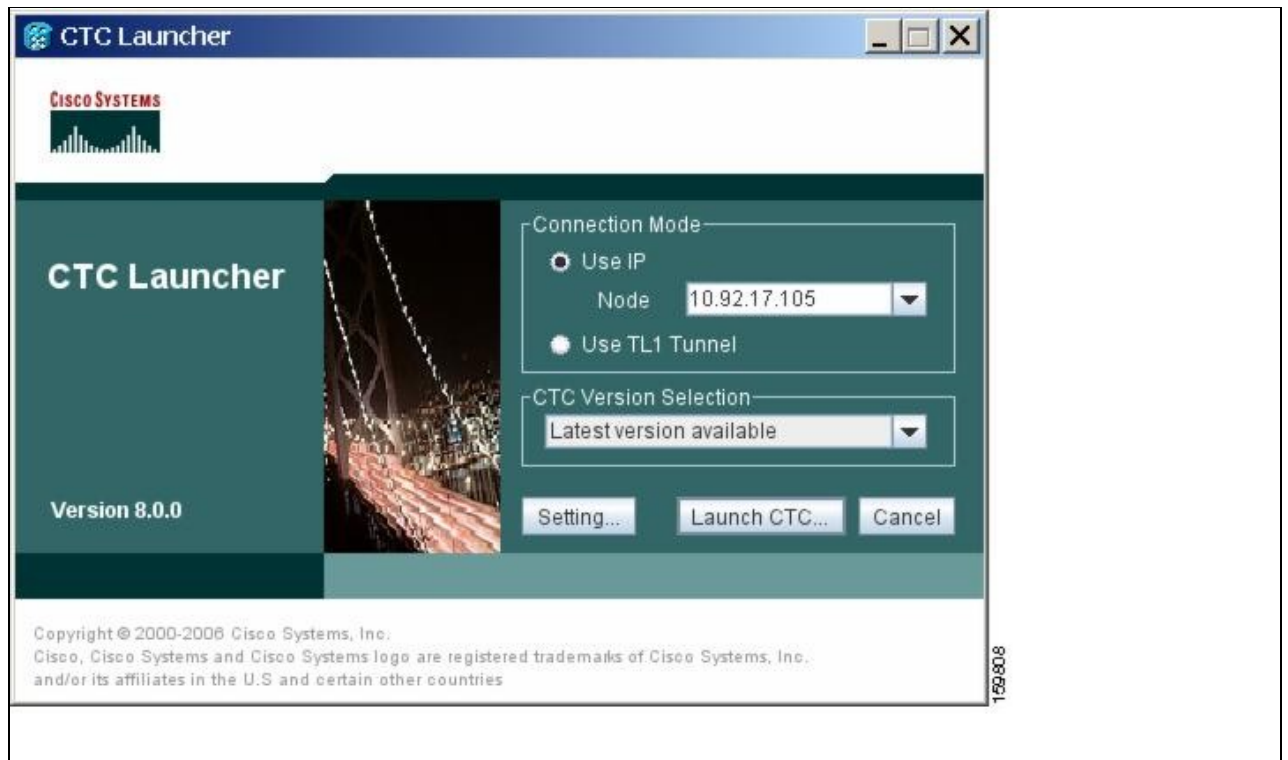 CTC Launcher
CISCO SYSTEMS
CTC Launcher
Version 8.0.0
Connection Mode
Use IP
Node 10.92.17.105
Use TL1 Tunnel
CTC Version Selection
Latest version available
Setting... Launch CTC... Cancel
Copyright © 2000-2006 Cisco Systems, Inc.
Cisco, Cisco Systems and Cisco Systems logo are registered trademarks of Cisco Systems, Inc.
and/or its affiliates in the U.S and certain other countries
159808